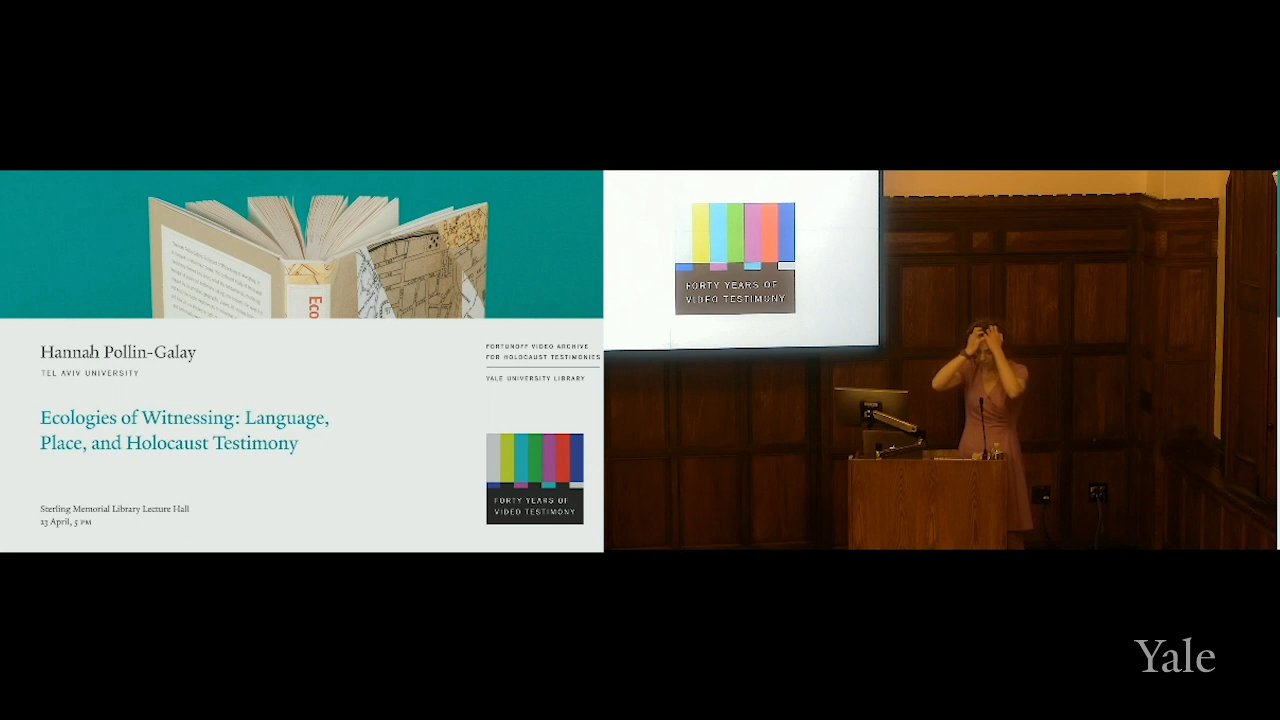 Eco
Hannah Pollin-Galay
TEL AVIV UNIVERSITY
Ecologies of Witnessing: Language,
Place, and Holocaust Testimony
Sterling Memorial Library Lecture Hall
23 April, 5 PM
FORTUNOFF VIDEO ARCHIVE
FOR HOLOCAUST TESTIMONIES
YALE UNIVERSITY LIBRARY
FORTY YEARS OF
VIDEO TESTIMONY
FORTY YEARS OF
VIDEO TESTIMONY
Yale